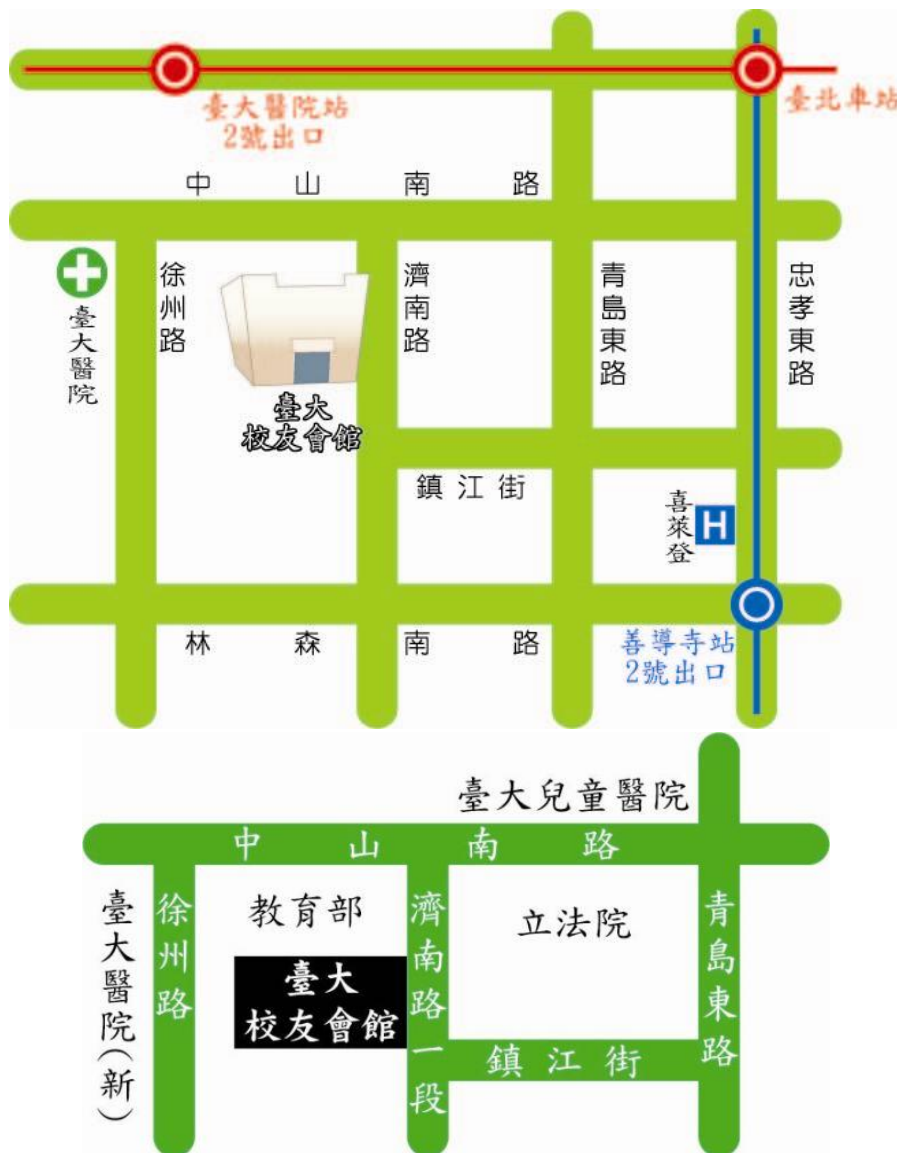 臺大醫院站
2號出口
臺北車站
中山南路
臺大醫院
徐州路
濟南路
青島東路
忠孝東路
臺大
校友會館
鎮江街
喜萊登
H
林森南路
善導寺站
2號出口
臺大兒童醫院
中山南路
臺大醫院(新)
徐州路
教育部
濟南路一段
立法院
青島東路
臺大
校友會館
鎮江街